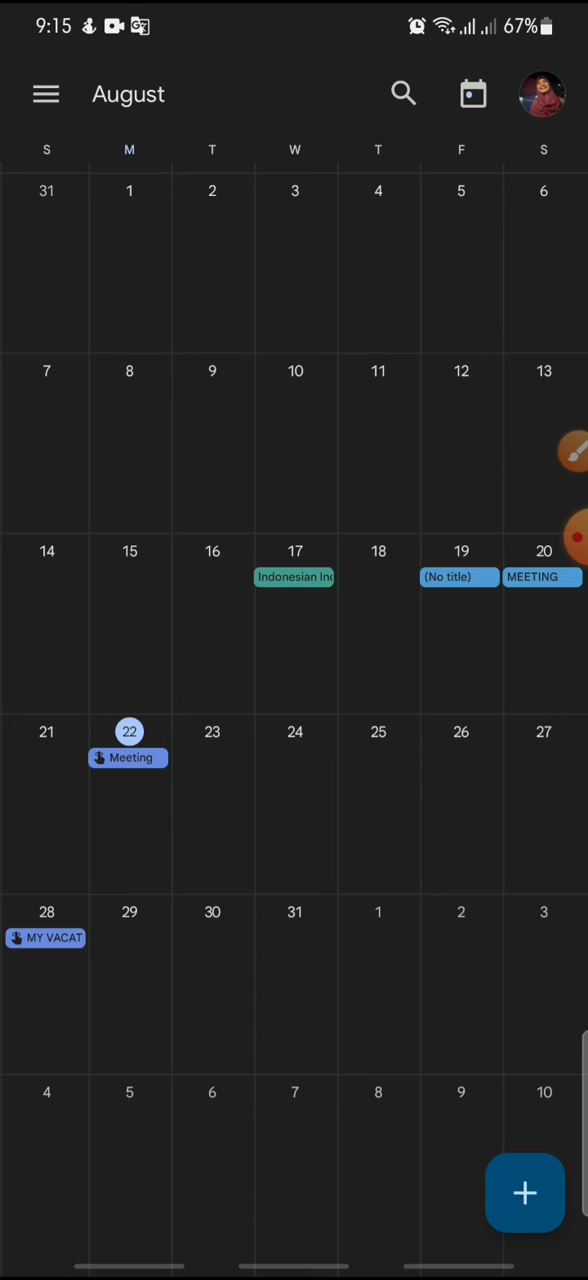 9:15 67%
August
S M T W T F S
31 1 2 3 4 5 6
7 8 9 10 11 12 13
14 15 16 17 18 19 20
Indonesian Ind (No title) MEETING
21 22 23 24 25 26 27
Meeting
28 29 30 31 1 2 3
MY VACAT
4 5 6 7 8 9 10
+